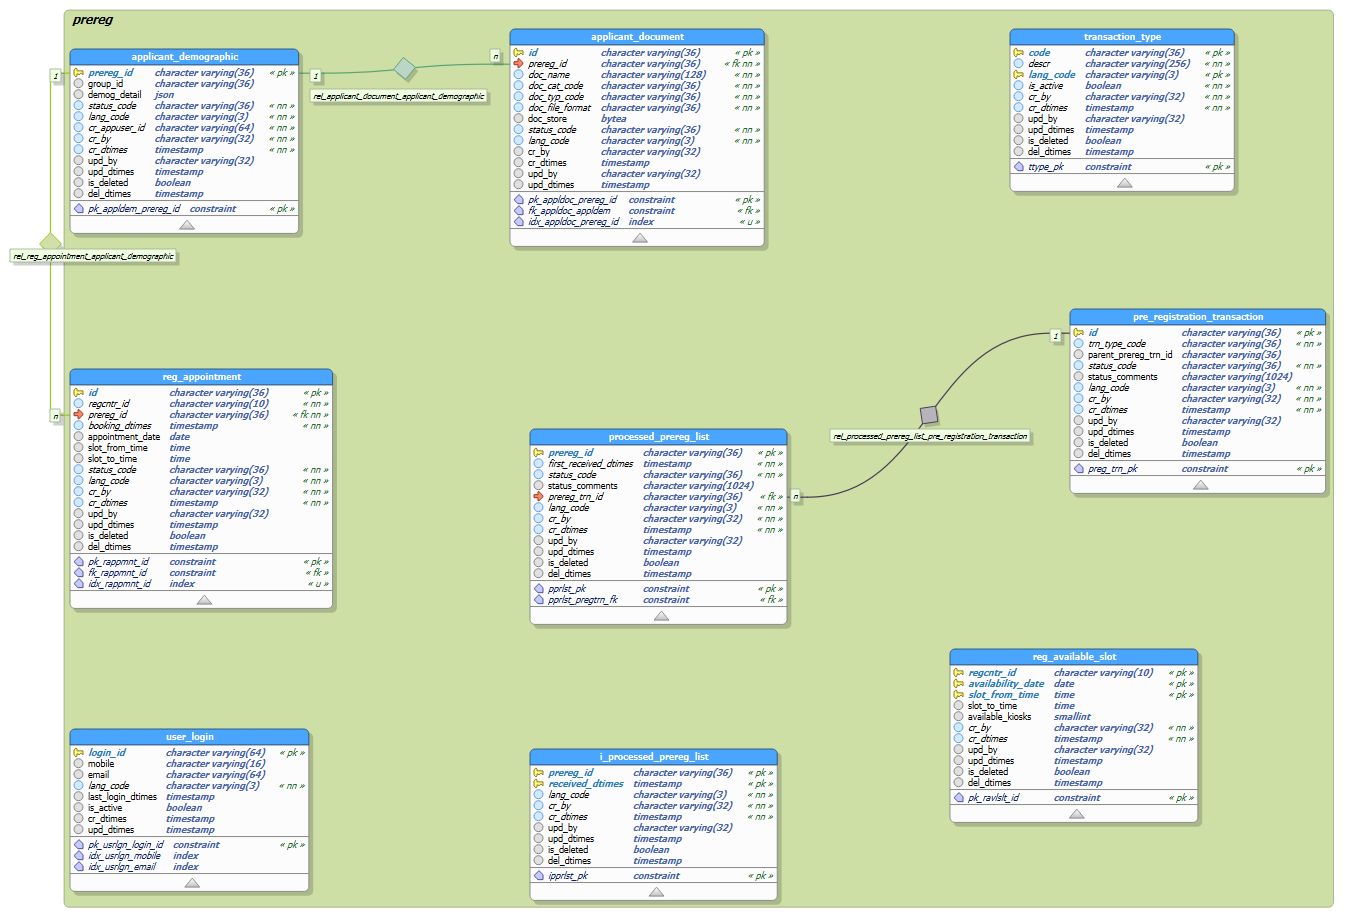 prereg
applicant_demographic
prereg_id character varying(36) « pk »
group_id character varying(36)
demog_detail json
status_code character varying(36) « nn »
lang_code character varying(3) « nn »
cr_appuser_id character varying(64) « nn »
cr_by character varying(32) « nn »
cr_dtimes timestamp « nn »
upd_by character varying(32)
upd_dtimes timestamp
is_deleted boolean
del_dtimes timestamp
pk_appldem_prereg_id constraint « pk »
1
1
n
rel_applicant_document_applicant_demographic
applicant_document
id character varying(36) « pk »
prereg_id character varying(36) « fk nn »
doc_name character varying(128) « nn »
doc_cat_code character varying(36) « nn »
doc_typ_code character varying(36) « nn »
doc_file_format character varying(36) « nn »
doc_store bytea
status_code character varying(36) « nn »
lang_code character varying(3) « nn »
cr_by character varying(32)
cr_dtimes timestamp
upd_by character varying(32)
upd_dtimes timestamp
pk_appldoc_prereg_id constraint « pk »
fk_appldoc_appldem constraint « fk »
idx_appldoc_prereg_id index « u »
transaction_type
code character varying(36) « pk »
descr character varying(256) « nn »
lang_code character varying(3) « pk »
is_active boolean « nn »
cr_by character varying(32) « nn »
cr_dtimes timestamp « nn »
upd_by character varying(32)
upd_dtimes timestamp
is_deleted boolean
del_dtimes timestamp
ttype_pk constraint « pk »
rel_reg_appointment_applicant_demographic
n
reg_appointment
id character varying(36) « pk »
regcntr_id character varying(10) « nn »
prereg_id character varying(36) « fk nn »
booking_dtimes timestamp « nn »
appointment_date date
slot_from_time time
slot_to_time time
status_code character varying(36) « nn »
lang_code character varying(3) « nn »
cr_by character varying(32) « nn »
cr_dtimes timestamp « nn »
upd_by character varying(32)
upd_dtimes timestamp
is_deleted boolean
del_dtimes timestamp
pk_rappmnt_id constraint « pk »
fk_rappmnt_id constraint « fk »
idx_rappmnt_id index « u »
pre_registration_transaction
id character varying(36) « pk »
trn_type_code character varying(36) « nn »
parent_prereg_trn_id character varying(36)
status_code character varying(36) « nn »
status_comments character varying(1024)
lang_code character varying(3) « nn »
cr_by character varying(32) « nn »
cr_dtimes timestamp « nn »
upd_by character varying(32)
upd_dtimes timestamp
is_deleted boolean
del_dtimes timestamp
preg_trn_pk constraint « pk »
1
rel_processed_prereg_list_pre_registration_transaction
n
processed_prereg_list
prereg_id character varying(36) « pk »
first_received_dtimes timestamp « nn »
status_code character varying(36) « nn »
status_comments character varying(1024)
prereg_trn_id character varying(36) « fk »
lang_code character varying(3) « nn »
cr_by character varying(32) « nn »
cr_dtimes timestamp « nn »
upd_by character varying(32)
upd_dtimes timestamp
is_deleted boolean
del_dtimes timestamp
pprlst_pk constraint « pk »
pprlst_pregtrn_fk constraint « fk »
reg_available_slot
regcntr_id character varying(10) « pk »
availability_date date « pk »
slot_from_time time « pk »
slot_to_time time
available_kiosks smallint
cr_by character varying(32) « nn »
cr_dtimes timestamp « nn »
upd_by character varying(32)
upd_dtimes timestamp
is_deleted boolean
del_dtimes timestamp
pk_ravlslt_id constraint « pk »
user_login
login_id character varying(64) « pk »
mobile character varying(16)
email character varying(64)
lang_code character varying(3) « nn »
last_login_dtimes timestamp
is_active boolean
cr_dtimes timestamp
upd_dtimes timestamp
pk_usrlgn_login_id constraint « pk »
idx_usrlgn_mobile index
idx_usrlgn_email index
i_processed_prereg_list
prereg_id character varying(36) « pk »
received_dtimes timestamp « pk »
lang_code character varying(3) « nn »
cr_by character varying(32) « nn »
cr_dtimes timestamp « nn »
upd_by character varying(32)
upd_dtimes timestamp
is_deleted boolean
del_dtimes timestamp
ipprlst_pk constraint « pk »